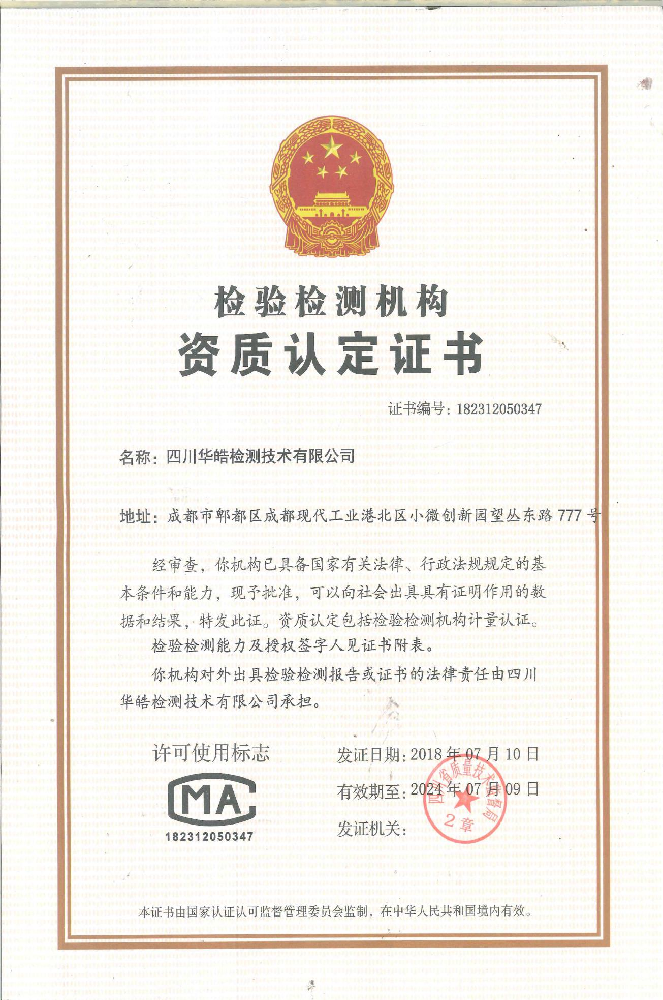 检验检测机构
资质认定证书
证书编号：182312050347
名称：四川华皓检测技术有限公司
地址：成都市郫都区成都现代工业港北区小微创新园望丛东路 777 号
经审查，你机构已具备国家有关法律、行政法规规定的基
本条件和能力，现予批准，可以向社会出具具有证明作用的数
据和结果，特发此证。资质认定包括检验检测机构计量认证。
检验检测能力及授权签字人见证书附表。
你机构对外出具检验检测报告或证书的法律责任由四川
华皓检测技术有限公司承担。
许可使用标志
MA
182312050347
发证日期：2018 年 07 月 10 日
有效期至：2024 年 07 月 09 日
发证机关：
四川省质量技术监督局
2 章
本证书由国家认证认可监督管理委员会监制，在中华人民共和国境内有效。